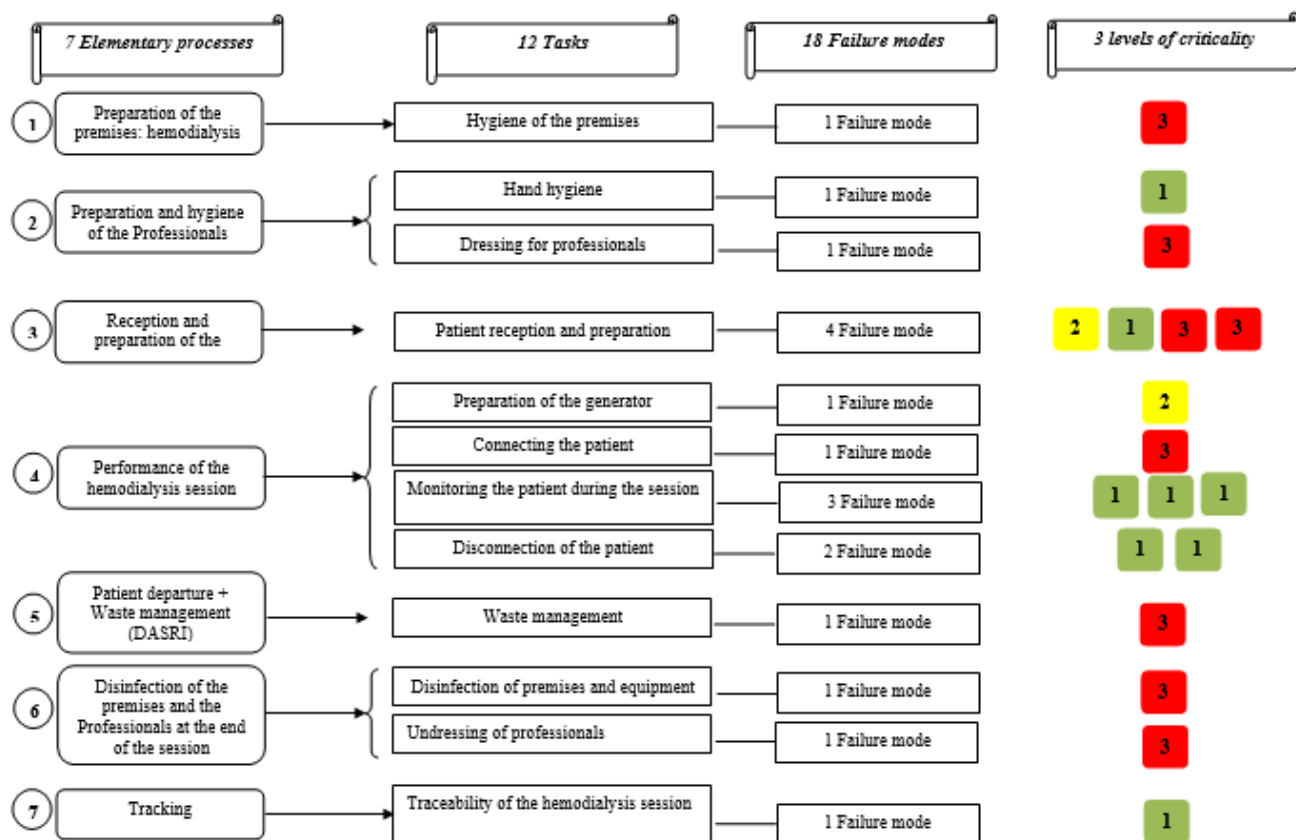 7 Elementary processes
12 Tasks
18 Failure modes
3 levels of criticality
1
Preparation of the
premises: hemodialysis
Hygiene of the premises
1 Failure mode
3
2
Preparation and hygiene
of the Professionals
Hand hygiene
1 Failure mode
1
Dressing for professionals
1 Failure mode
3
3
Reception and
preparation of the
Patient reception and preparation
4 Failure mode
2 1 3 3
4
Performance of the
hemodialysis session
Preparation of the generator
1 Failure mode
2
Connecting the patient
1 Failure mode
3
Monitoring the patient during the session
3 Failure mode
1 1 1
Disconnection of the patient
2 Failure mode
1 1
5
Patient departure +
Waste management
(DASRI)
Waste management
1 Failure mode
3
6
Disinfection of the
premises and the
Professionals at the end
of the session
Disinfection of premises and equipment
1 Failure mode
3
Undressing of professionals
1 Failure mode
3
7
Tracking
Traceability of the hemodialysis session
1 Failure mode
1